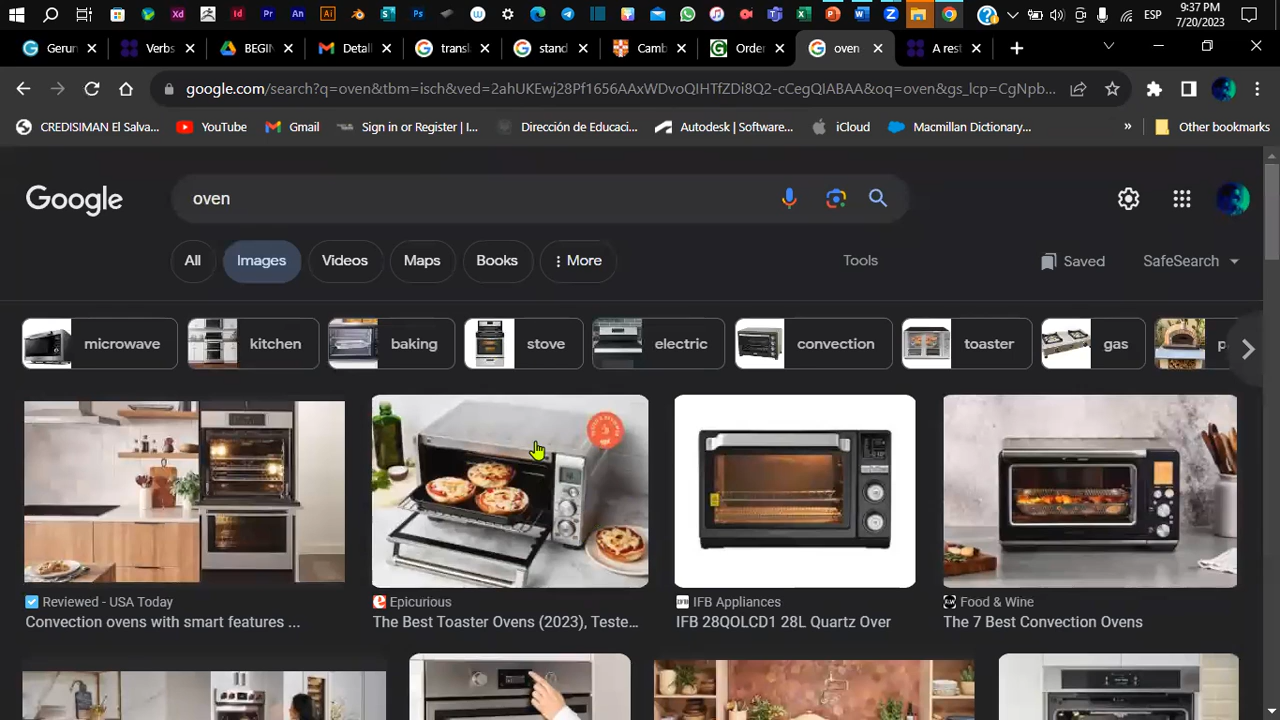 9:37 PM
ESP
7/20/2023
Gerun
Verbs
BEGIN
Detail
transl
stand
Camb
Order
oven
A rest
google.com/search?q=oven&tbm=isch&ved=2ahUKEwj28Pf1656AAxWDvoQIHTfZDi8Q2-cCegQIABAA&oq=oven&gs_lcp=CgNpb...
CREDISIMAN El Salva...
YouTube
Gmail
Sign in or Register | I...
Dirección de Educaci...
Autodesk | Software...
iCloud
Macmillan Dictionary...
»
Other bookmarks
Google
oven
All
Images
Videos
Maps
Books
More
Tools
Saved
SafeSearch
microwave
kitchen
baking
stove
electric
convection
toaster
gas
Reviewed - USA Today
Epicurious
IFB Appliances
Food & Wine
Convection ovens with smart features ...
The Best Toaster Ovens (2023), Teste...
IFB 28QOLCD1 28L Quartz Over
The 7 Best Convection Ovens